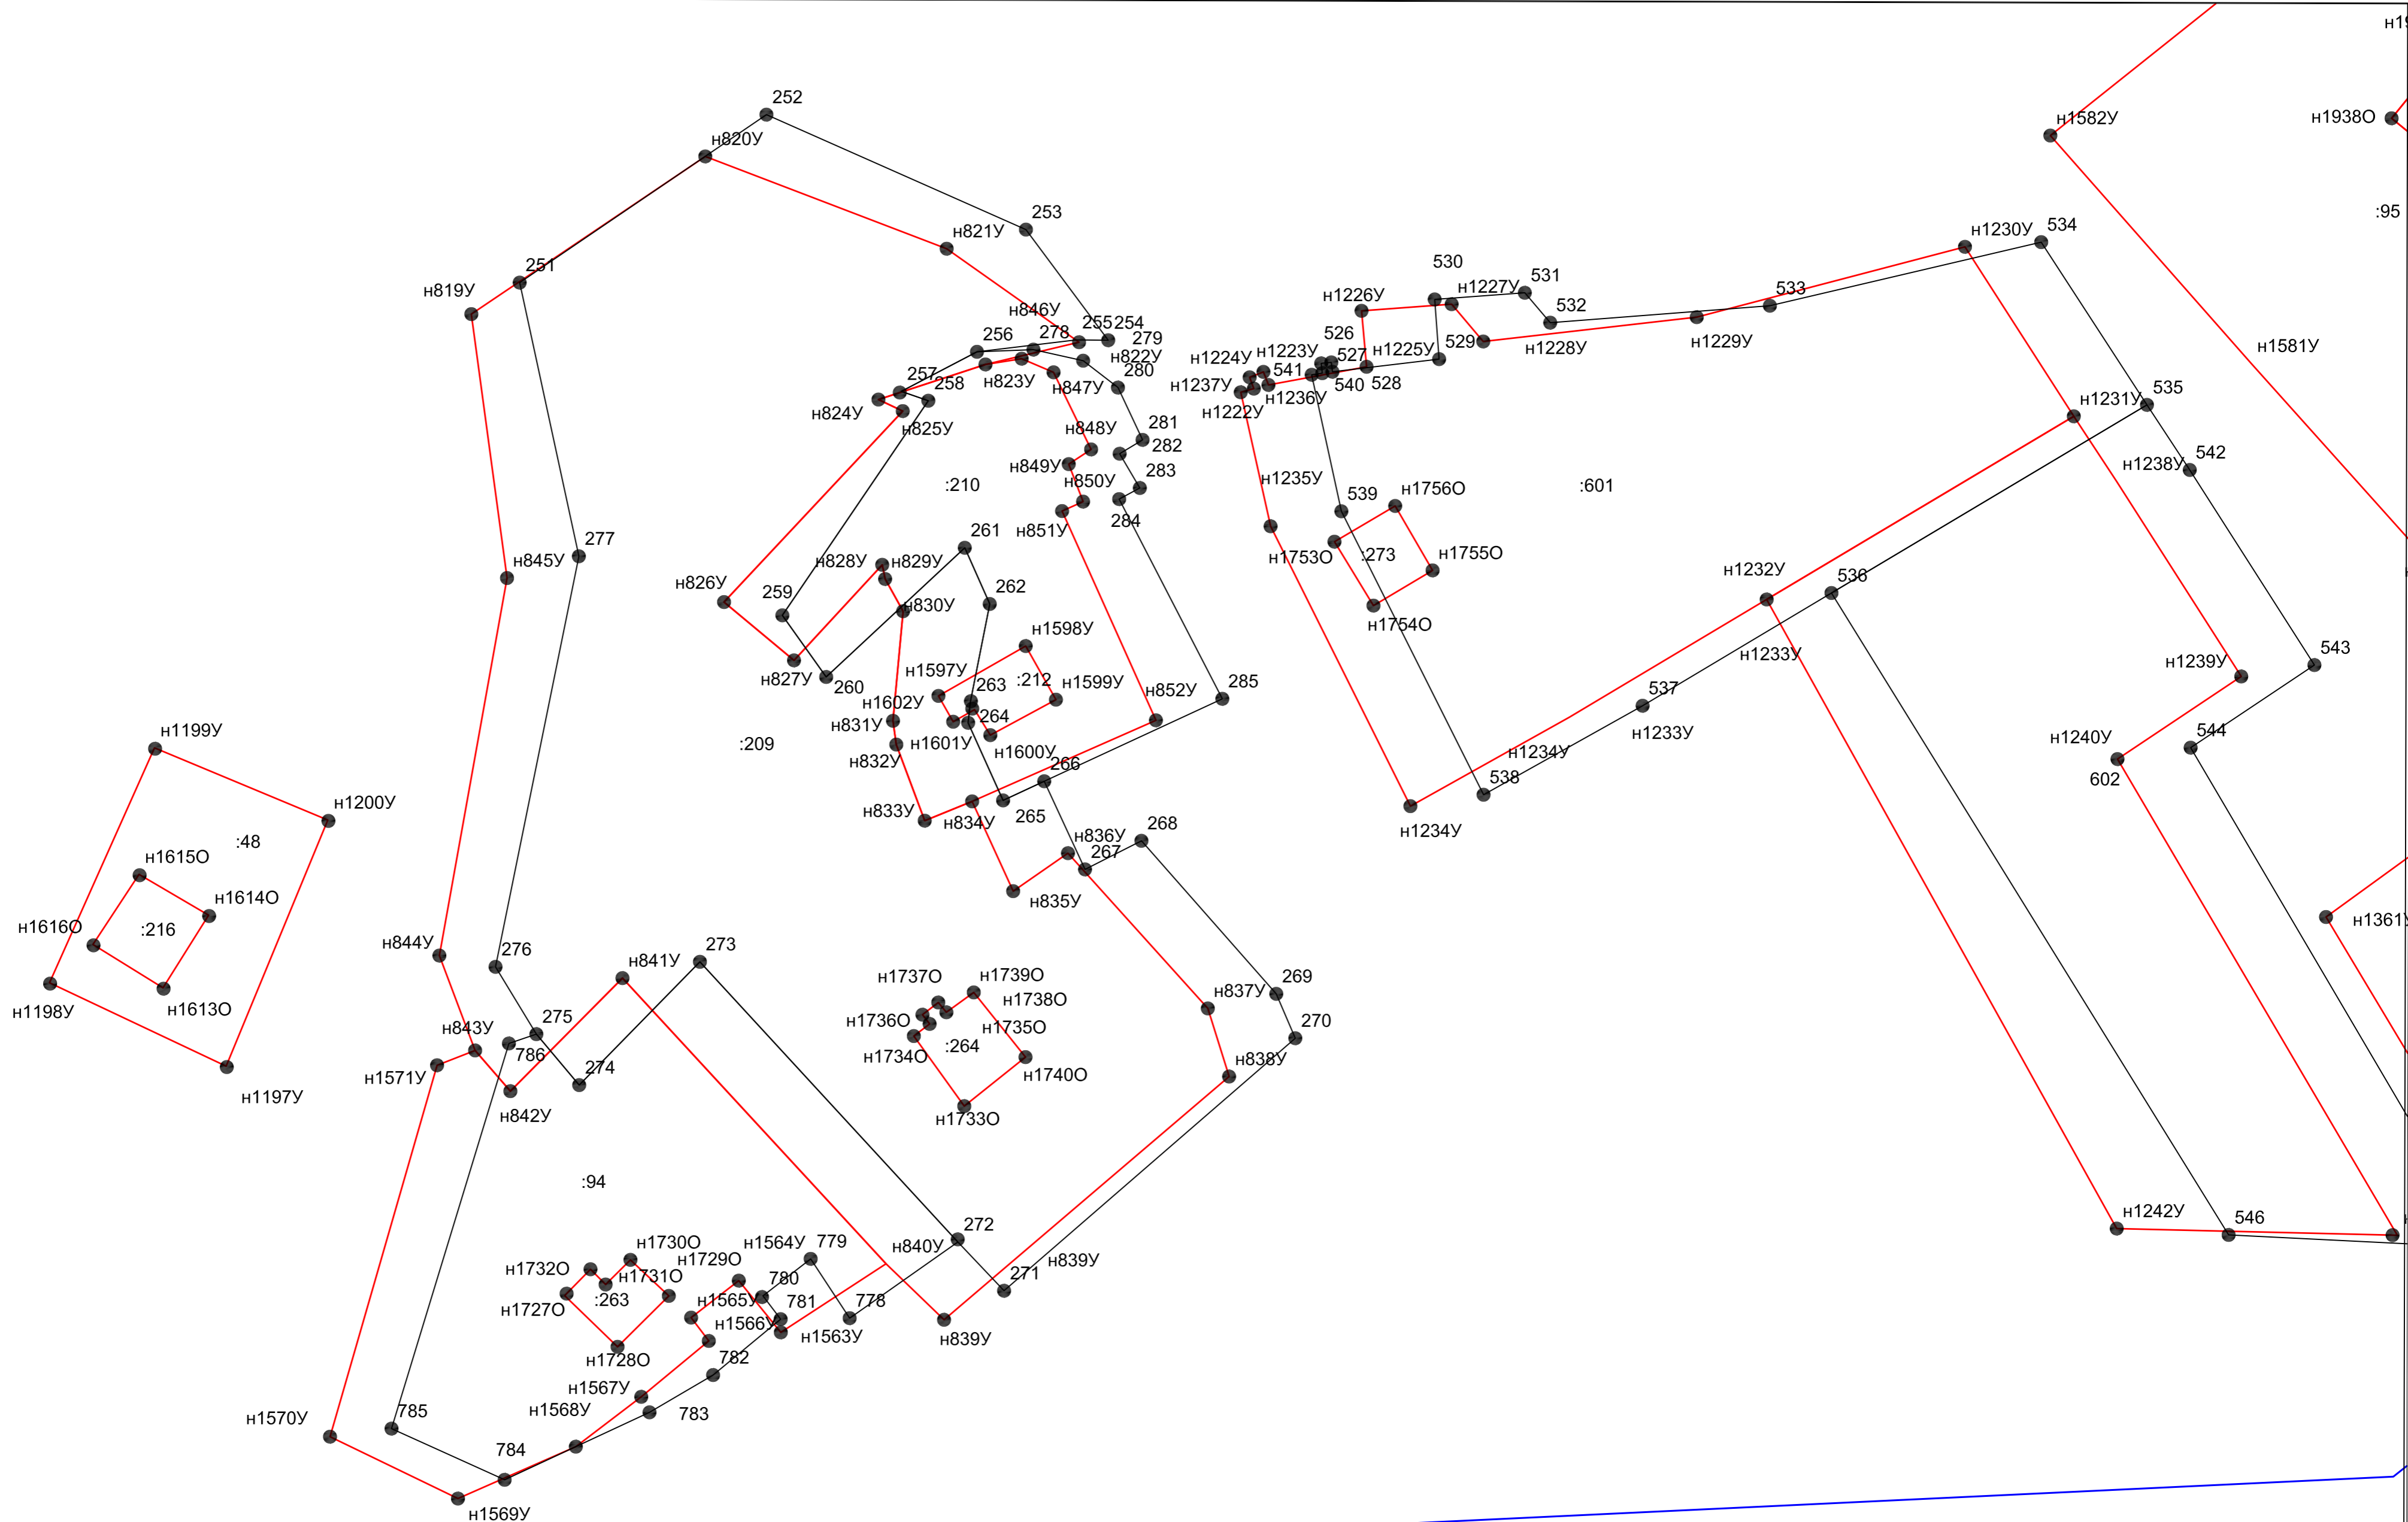 н19
252
н1938О
н1582У
н820У
:95
253
н1230У
534
н821У
251
530
531
н819У
н1227У
533
н1226У
532
н846У
255
254
256
278
279
526
н1229У
н1223У
527
н1225У
529
н1228У
н1581У
н1224У
н822У
257
258
н823У
541
540
528
280
н847У
н1237У
н1236У
535
н824У
н1222У
н1231У
н825У
н848У
281
282
542
н849У
283
н1238У
н1235У
:210
н850У
:601
н1756О
539
284
н851У
261
277
н1753О
:273
н1755О
н845У
н828У
н829У
536
н826У
259
262
н830У
н1232У
н1754О
н1598У
543
н827У
н1597У
:212
н1233У
н1239У
260
263
н1599У
285
н1602У
н852У
537
264
н831У
н1233У
н1199У
:209
н1601У
н1600У
н1234У
544
н1240У
н832У
266
602
538
н1200У
н833У
н834У
265
268
н1234У
н836У
:48
267
н1615О
н835У
н1614О
н1361У
н1616О
:216
н844У
276
273
н841У
н1737О
н1739О
269
н1613О
н1738О
н837У
н1198У
н1736О
270
н843У
275
н1735О
786
н1734О
:264
н838У
н1571У
274
н1740О
н1197У
н842У
н1733О
:94
н1242У
546
272
н1730О
н1564У
779
н840У
н1729О
н839У
н1732О
н1731О
780
271
:263
н1727О
н1565У
781
778
н1566У
н1563У
н839У
н1728О
782
н1567У
785
783
н1570У
н1568У
784
н1569У